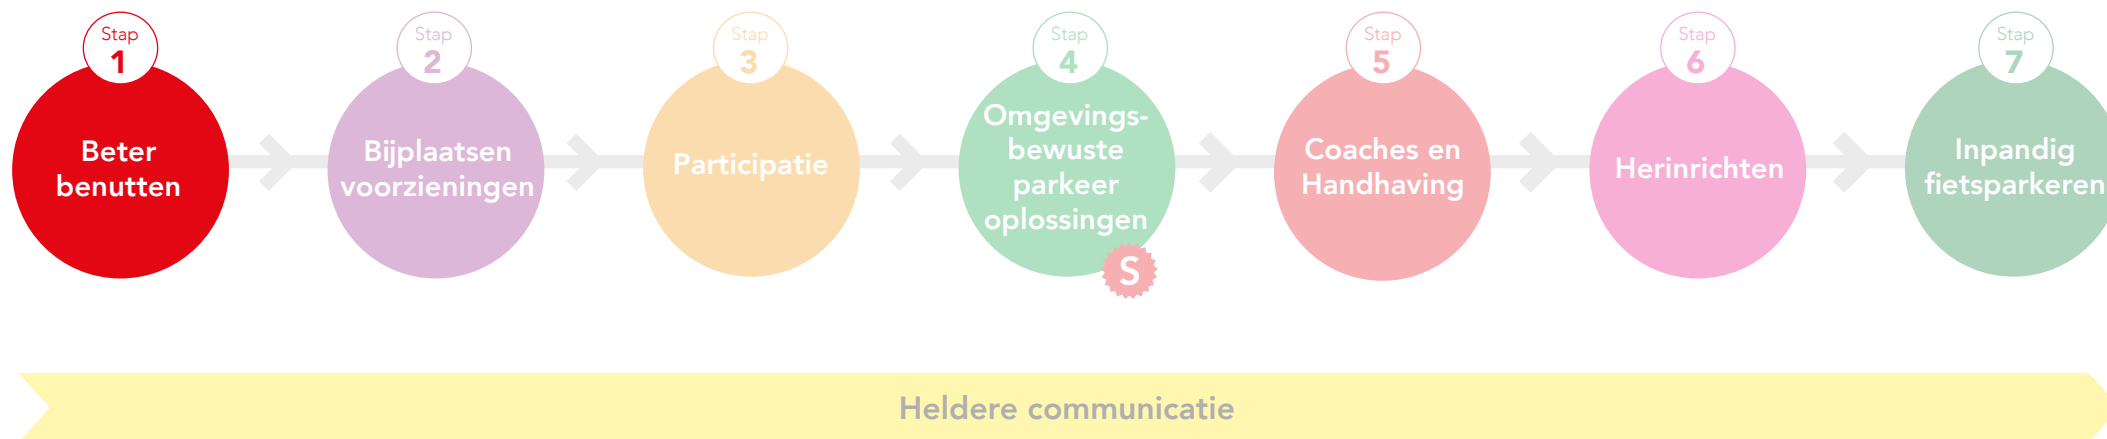 Stap
1
Beter
benutten
Stap
2
Bijplaatsen
voorzieningen
Stap
3
Participatie
Stap
4
Omgevings-
bewuste
parkeer
oplossingen
S
Stap
5
Coaches en
Handhaving
Stap
6
Herinrichten
Stap
7
Inpandig
fietsparkeren
Heldere communicatie